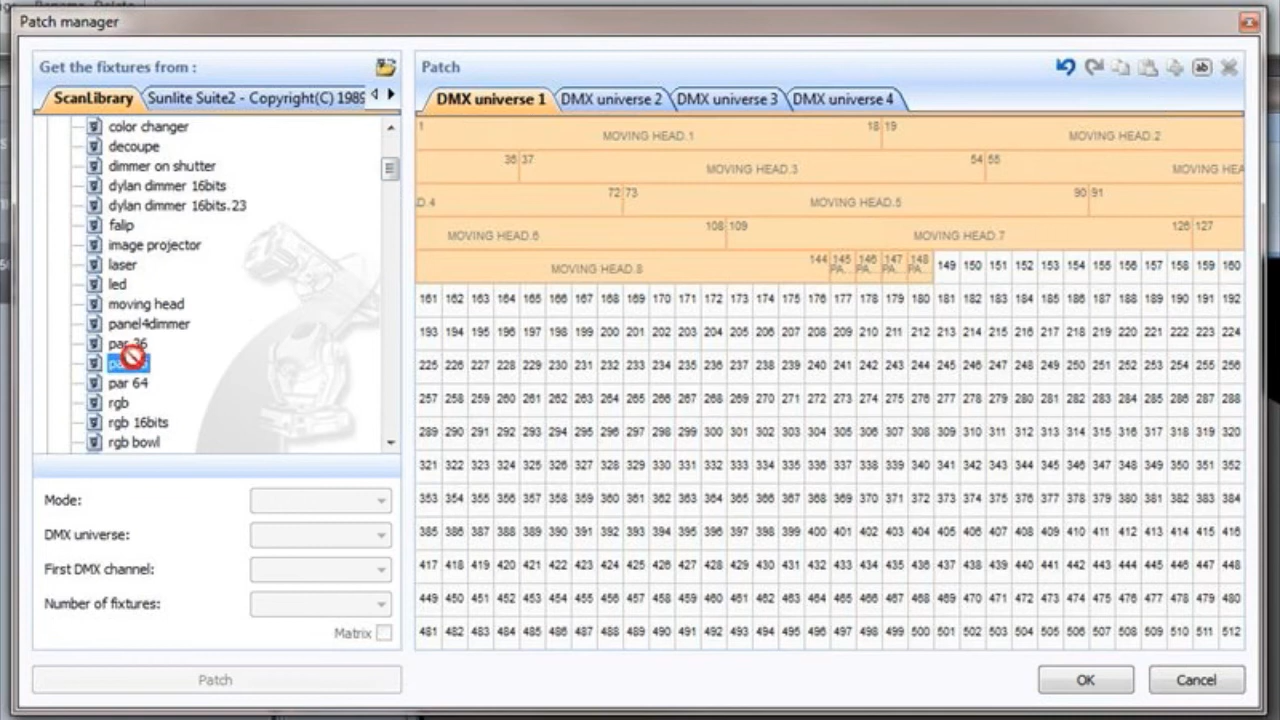 Patch manager
Get the fixtures from :
ScanLibrary
Sunlite Suite2 - Copyright(C) 1989
color changer
decoupe
dimmer on shutter
dylan dimmer 16bits
dylan dimmer 16bits.23
falip
image projector
laser
led
moving head
panel4dimmer
par 64
rgb
rgb 16bits
rgb bowl
Mode:
DMX universe:
First DMX channel:
Number of fixtures:
Matrix
Patch
Patch
DMX universe 1
DMX universe 2
DMX universe 3
DMX universe 4
1 MOVING HEAD.1 18 19 MOVING HEAD.2
36 37 MOVING HEAD.3 54 55 MOVING HEA
D.4 72 73 MOVING HEAD.5 90 91
MOVING HEAD.6 108 109 MOVING HEAD.7 126 127
MOVING HEAD.8 144 145 PA... 146 PA... 147 PA... 148 PA... 149 150 151 152 153 154 155 156 157 158 159 160
161 162 163 164 165 166 167 168 169 170 171 172 173 174 175 176 177 178 179 180 181 182 183 184 185 186 187 188 189 190 191 192
193 194 195 196 197 198 199 200 201 202 203 204 205 206 207 208 209 210 211 212 213 214 215 216 217 218 219 220 221 222 223 224
225 226 227 228 229 230 231 232 233 234 235 236 237 238 239 240 241 242 243 244 245 246 247 248 249 250 251 252 253 254 255 256
257 258 259 260 261 262 263 264 265 266 267 268 269 270 271 272 273 274 275 276 277 278 279 280 281 282 283 284 285 286 287 288
289 290 291 292 293 294 295 296 297 298 299 300 301 302 303 304 305 306 307 308 309 310 311 312 313 314 315 316 317 318 319 320
321 322 323 324 325 326 327 328 329 330 331 332 333 334 335 336 337 338 339 340 341 342 343 344 345 346 347 348 349 350 351 352
353 354 355 356 357 358 359 360 361 362 363 364 365 366 367 368 369 370 371 372 373 374 375 376 377 378 379 380 381 382 383 384
385 386 387 388 389 390 391 392 393 394 395 396 397 398 399 400 401 402 403 404 405 406 407 408 409 410 411 412 413 414 415 416
417 418 419 420 421 422 423 424 425 426 427 428 429 430 431 432 433 434 435 436 437 438 439 440 441 442 443 444 445 446 447 448
449 450 451 452 453 454 455 456 457 458 459 460 461 462 463 464 465 466 467 468 469 470 471 472 473 474 475 476 477 478 479 480
481 482 483 484 485 486 487 488 489 490 491 492 493 494 495 496 497 498 499 500 501 502 503 504 505 506 507 508 509 510 511 512
OK
Cancel